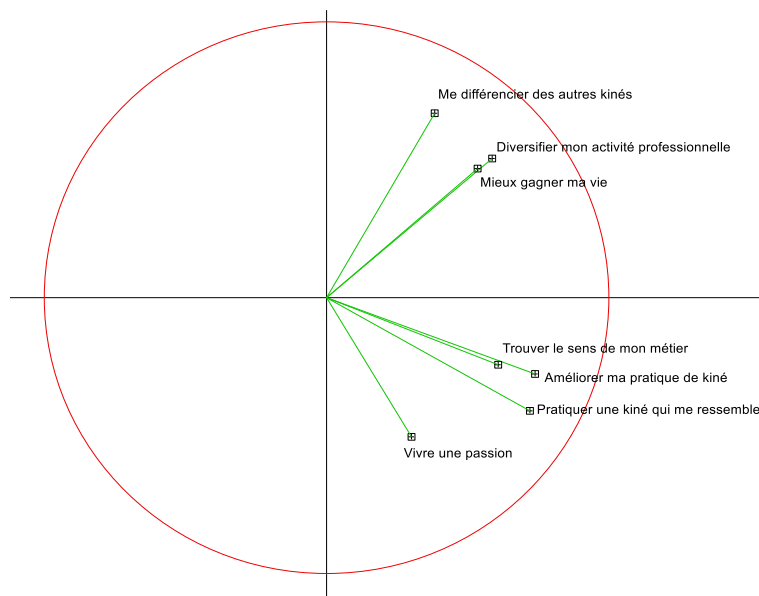 Me différencier des autres kinés
Diversifier mon activité professionnelle
Mieux gagner ma vie
Trouver le sens de mon métier
Améliorer ma pratique de kiné
Pratiquer une kiné qui me ressemble
Vivre une passion